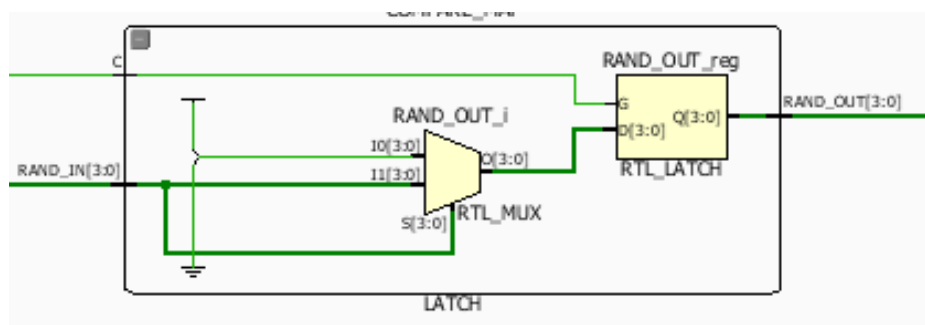 C
RAND_OUT_reg
G
D[3:0]
Q[3:0]
RAND_OUT[3:0]
RTL_LATCH
RAND_OUT_i
I0[3:0]
I1[3:0]
O[3:0]
S[3:0]
RTL_MUX
RAND_IN[3:0]
LATCH